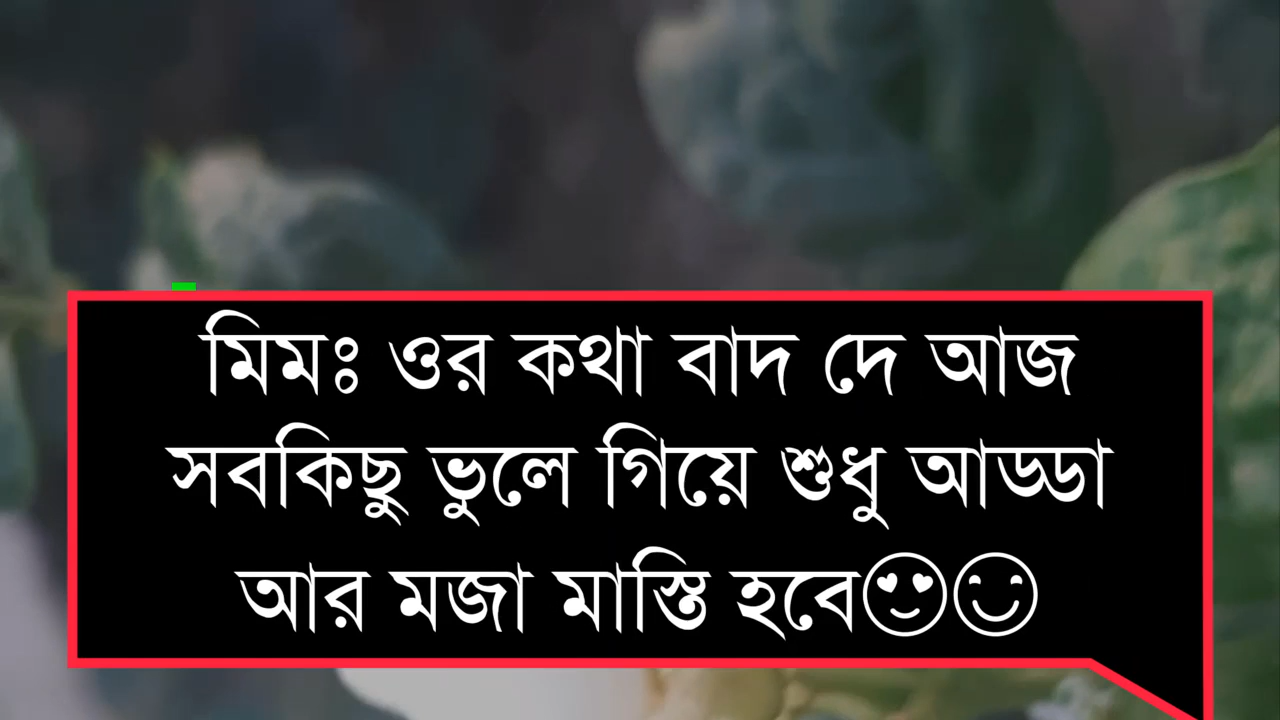 মিমঃ ওর কথা বাদ দে আজ
সবকিছু ভুলে গিয়ে শুধু আড্ডা
আর মজা মাস্তি হবে😍😊